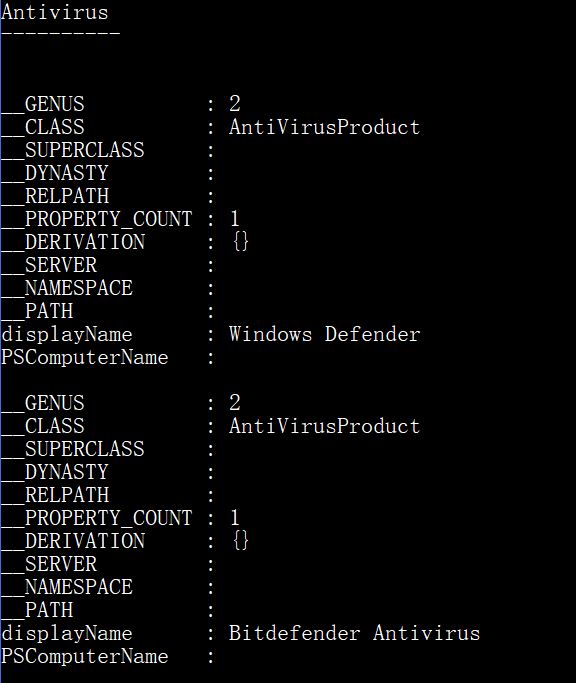 Antivirus
----------
__GENUS          : 2
__CLASS          : AntiVirusProduct
__SUPERCLASS     :
__DYNASTY        :
__RELPATH        :
__PROPERTY_COUNT : 1
__DERIVATION     : {}
__SERVER         :
__NAMESPACE      :
__PATH           :
displayName      : Windows Defender
PSComputerName   :
__GENUS          : 2
__CLASS          : AntiVirusProduct
__SUPERCLASS     :
__DYNASTY        :
__RELPATH        :
__PROPERTY_COUNT : 1
__DERIVATION     : {}
__SERVER         :
__NAMESPACE      :
__PATH           :
displayName      : Bitdefender Antivirus
PSComputerName   :